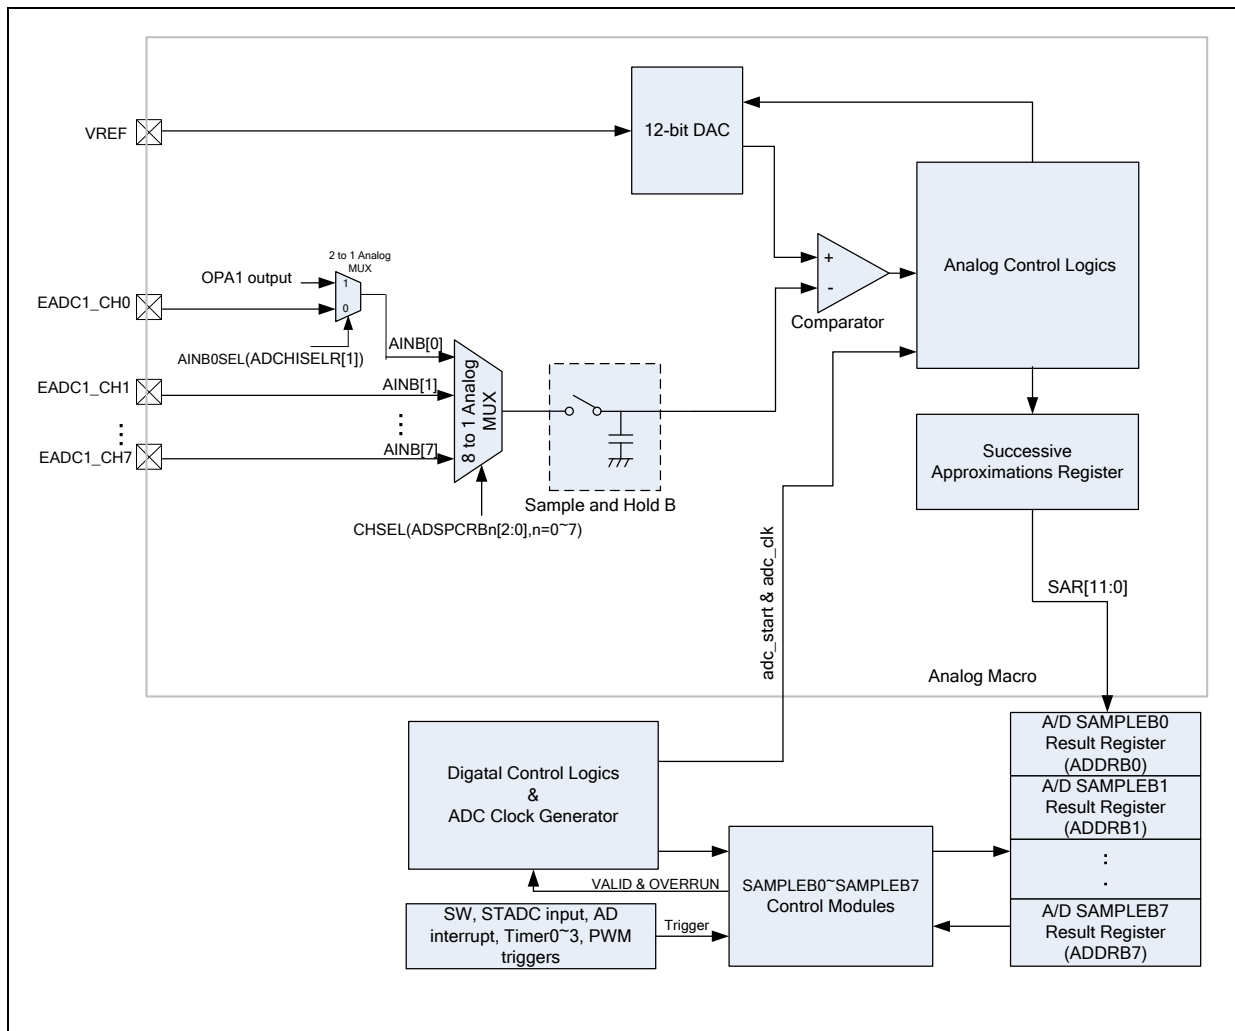 VREF
12-bit DAC
2 to 1 Analog
MUX
OPA1 output
1
0
EADC1_CH0
AINB0SEL(ADCHISELR[1])
AINB[0]
EADC1_CH1
AINB[1]
EADC1_CH7
AINB[7]
8 to 1 Analog
MUX
CHSEL(ADSPCRBn[2:0],n=0~7)
Sample and Hold B
+
-
Comparator
Analog Control Logics
Successive
Approximations Register
SAR[11:0]
adc_start & adc_clk
Analog Macro
Digatal Control Logics
&
ADC Clock Generator
VALID & OVERRUN
SW, STADC input, AD
interrupt, Timer0~3, PWM
triggers
Trigger
SAMPLEB0~SAMPLEB7
Control Modules
A/D SAMPLEB0
Result Register
(ADDRB0)
A/D SAMPLEB1
Result Register
(ADDRB1)
A/D SAMPLEB7
Result Register
(ADDRB7)